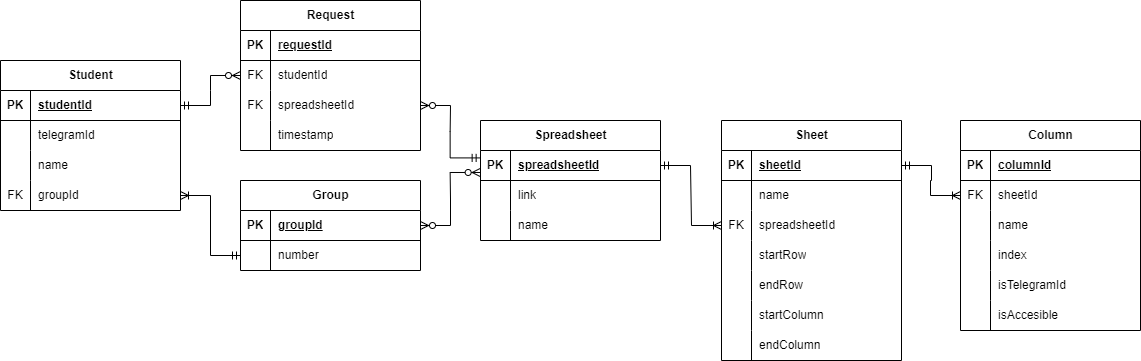 Request
PK requestId
FK studentId
FK spreadsheetId
timestamp
Student
PK studentId
telegramId
name
FK groupId
Group
PK groupId
number
Spreadsheet
PK spreadsheetId
link
name
Sheet
PK sheetId
name
FK spreadsheetId
startRow
endRow
startColumn
endColumn
Column
PK columnId
FK sheetId
name
index
isTelegramId
isAccesible